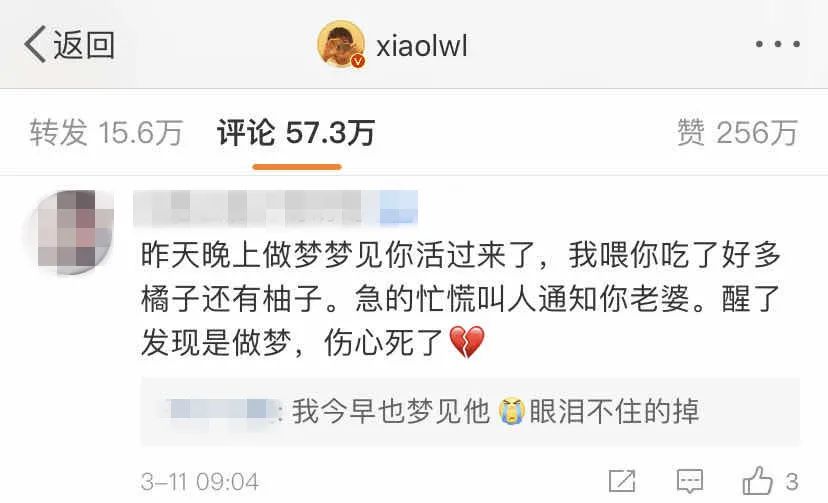 返回
xiaolwl
转发 15.6万
评论 57.3万
赞 256万
昨天晚上做梦梦见你活过来了，我喂你吃了好多
橘子还有柚子。急的忙慌叫人通知你老婆。醒了
发现是做梦，伤心死了💔
: 我今早也梦见他😭眼泪不住的掉
3-11 09:04
3